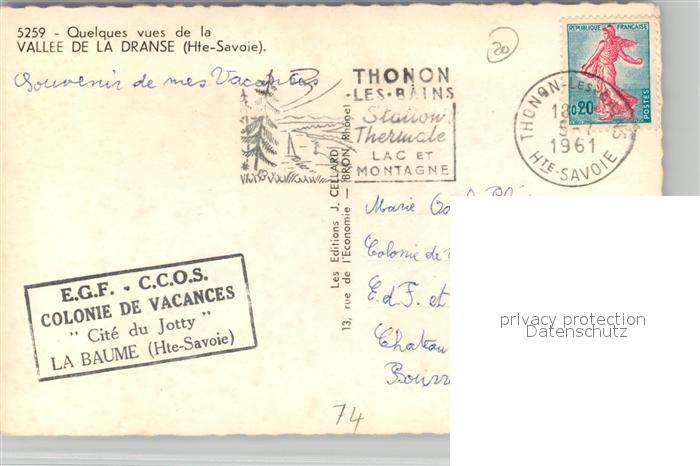 5259 - Quelques vues de la
VALLEE DE LA DRANSE (Hte-Savoie).
Souvenir de mes Vacances
20
THONON
-LES-BAINS
Station
Thermale
LAC ET
MONTAGNE
REPUBLIQUE FRANÇAISE
0,20
POSTES
THONON-LES-BAINS
18
1961
HTE-SAVOIE
Les Editions J. CELLARD
13, rue de l'Economie — BRON (Rhône)
Marie
Colonie de
E.d.F. et
E.G.F. - C.C.O.S.
COLONIE DE VACANCES
" Cité du Jotty "
LA BAUME (Hte-Savoie)
74
privacy protection
Datenschutz